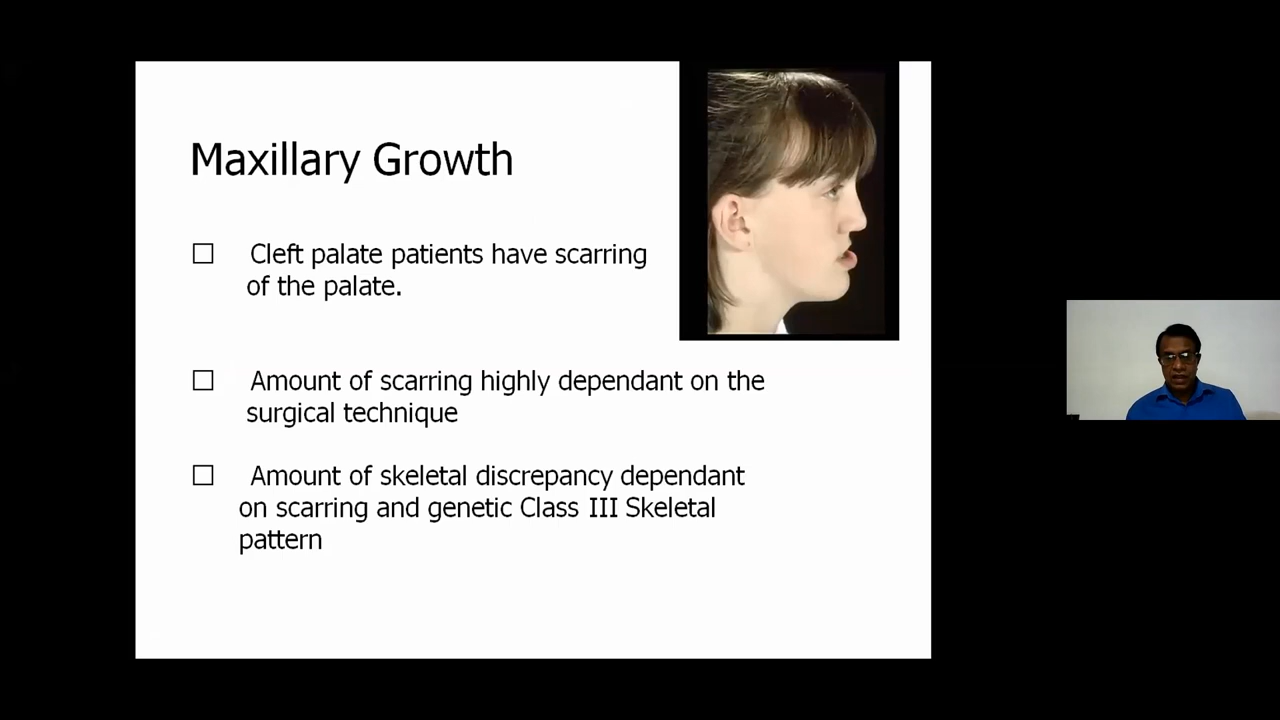 Maxillary Growth
Cleft palate patients have scarring
of the palate.
Amount of scarring highly dependant on the
surgical technique
Amount of skeletal discrepancy dependant
on scarring and genetic Class III Skeletal
pattern